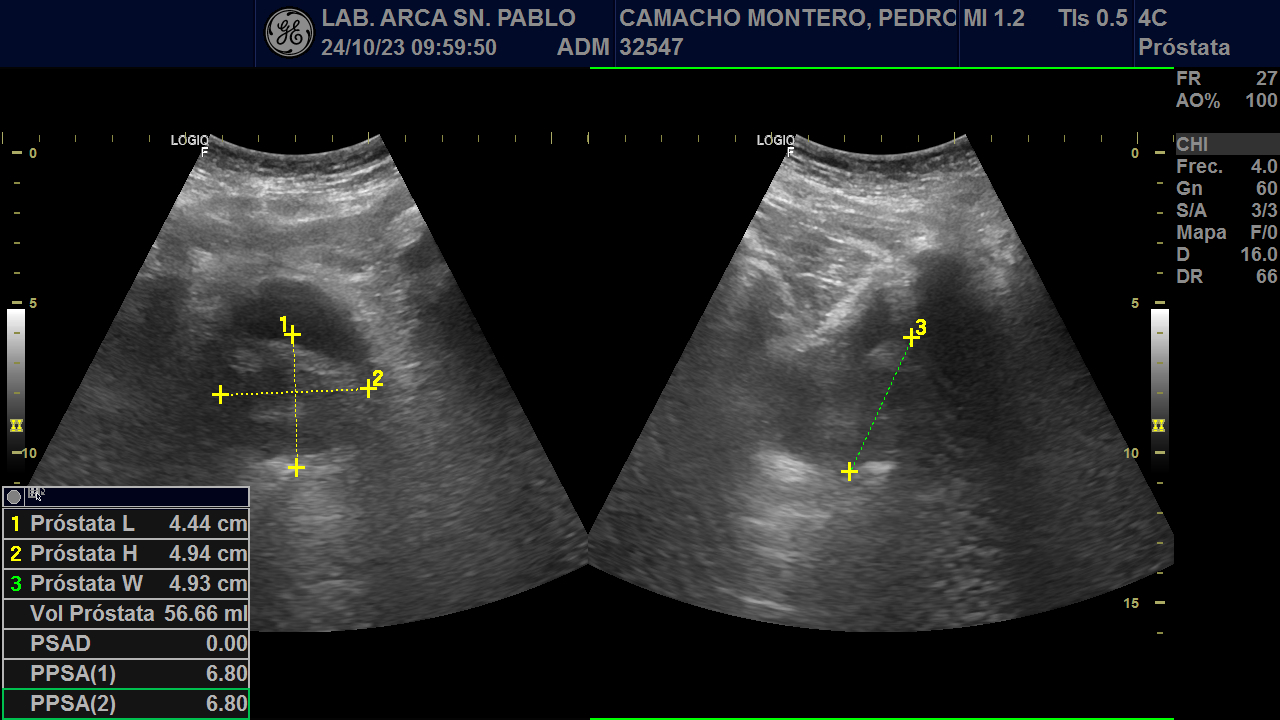 LAB. ARCA SN. PABLO
24/10/23 09:59:50 ADM
CAMACHO MONTERO, PEDRO
32547
MI 1.2 TIs 0.5
4C
Próstata
FR 27
AO% 100
CHI
Frec. 4.0
Gn 60
S/A 3/3
Mapa F/0
D 16.0
DR 66
LOGIQ
F
LOGIQ
F
0
5
10
0
5
10
15
1
2
3
1 Próstata L 4.44 cm
2 Próstata H 4.94 cm
3 Próstata W 4.93 cm
Vol Próstata 56.66 ml
PSAD 0.00
PPSA(1) 6.80
PPSA(2) 6.80